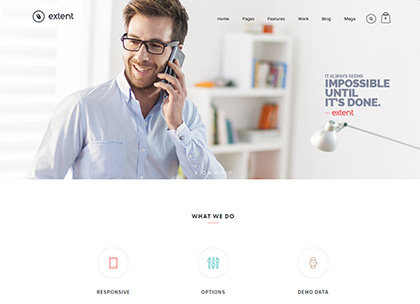 extent
Home Pages Features Work Blog Mega
IT ALWAYS SEEMS
IMPOSSIBLE
UNTIL
IT'S DONE.
— extent
WHAT WE DO
RESPONSIVE OPTIONS DEMO DATA